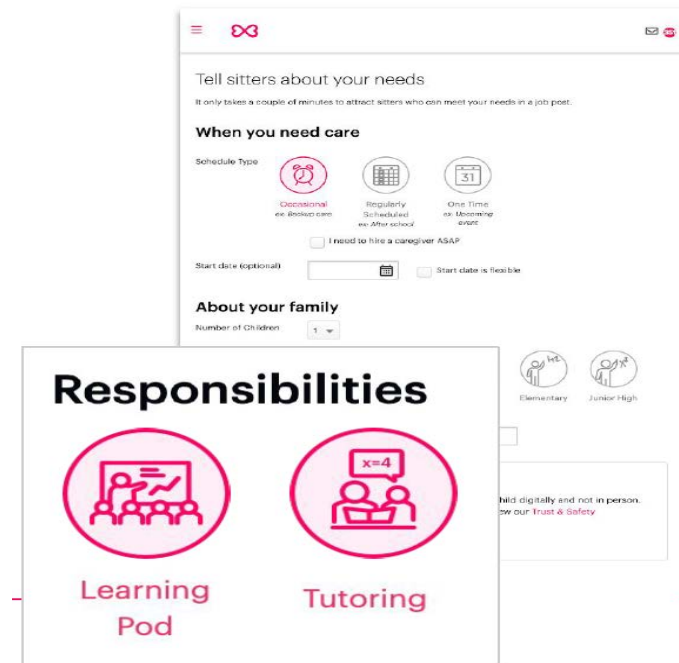 Tell sitters about your needs
It only takes a couple of minutes to attract sitters who can meet your needs in a job post.
When you need care
Schedule Type
31
Occasional
ex. Backup care
Regularly
Scheduled
ex. After school
One Time
ex. Upcoming
event
I need to hire a caregiver ASAP
Start date (optional)
Start date is flexible
About your family
Number of Children
1
Elementary
Junior High
hild digitally and not in person.
ew our Trust & Safety
Responsibilities
x=4
Learning
Pod
Tutoring